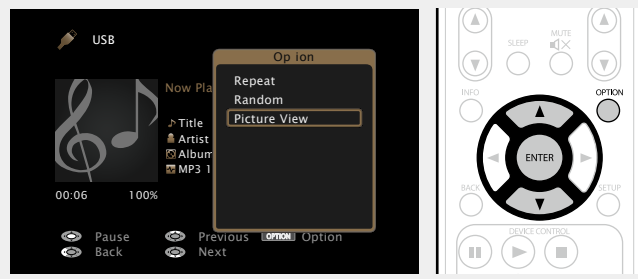 USB
Op ion
Now Pla
Repeat
Random
Picture View
Title
Artist
Album
MP3 1
00:06 100%
Pause Previous OPTION Option
Back Next
SLEEP MUTE
INFO OPTION
ENTER
BACK SETUP
DEVICE CONTROL